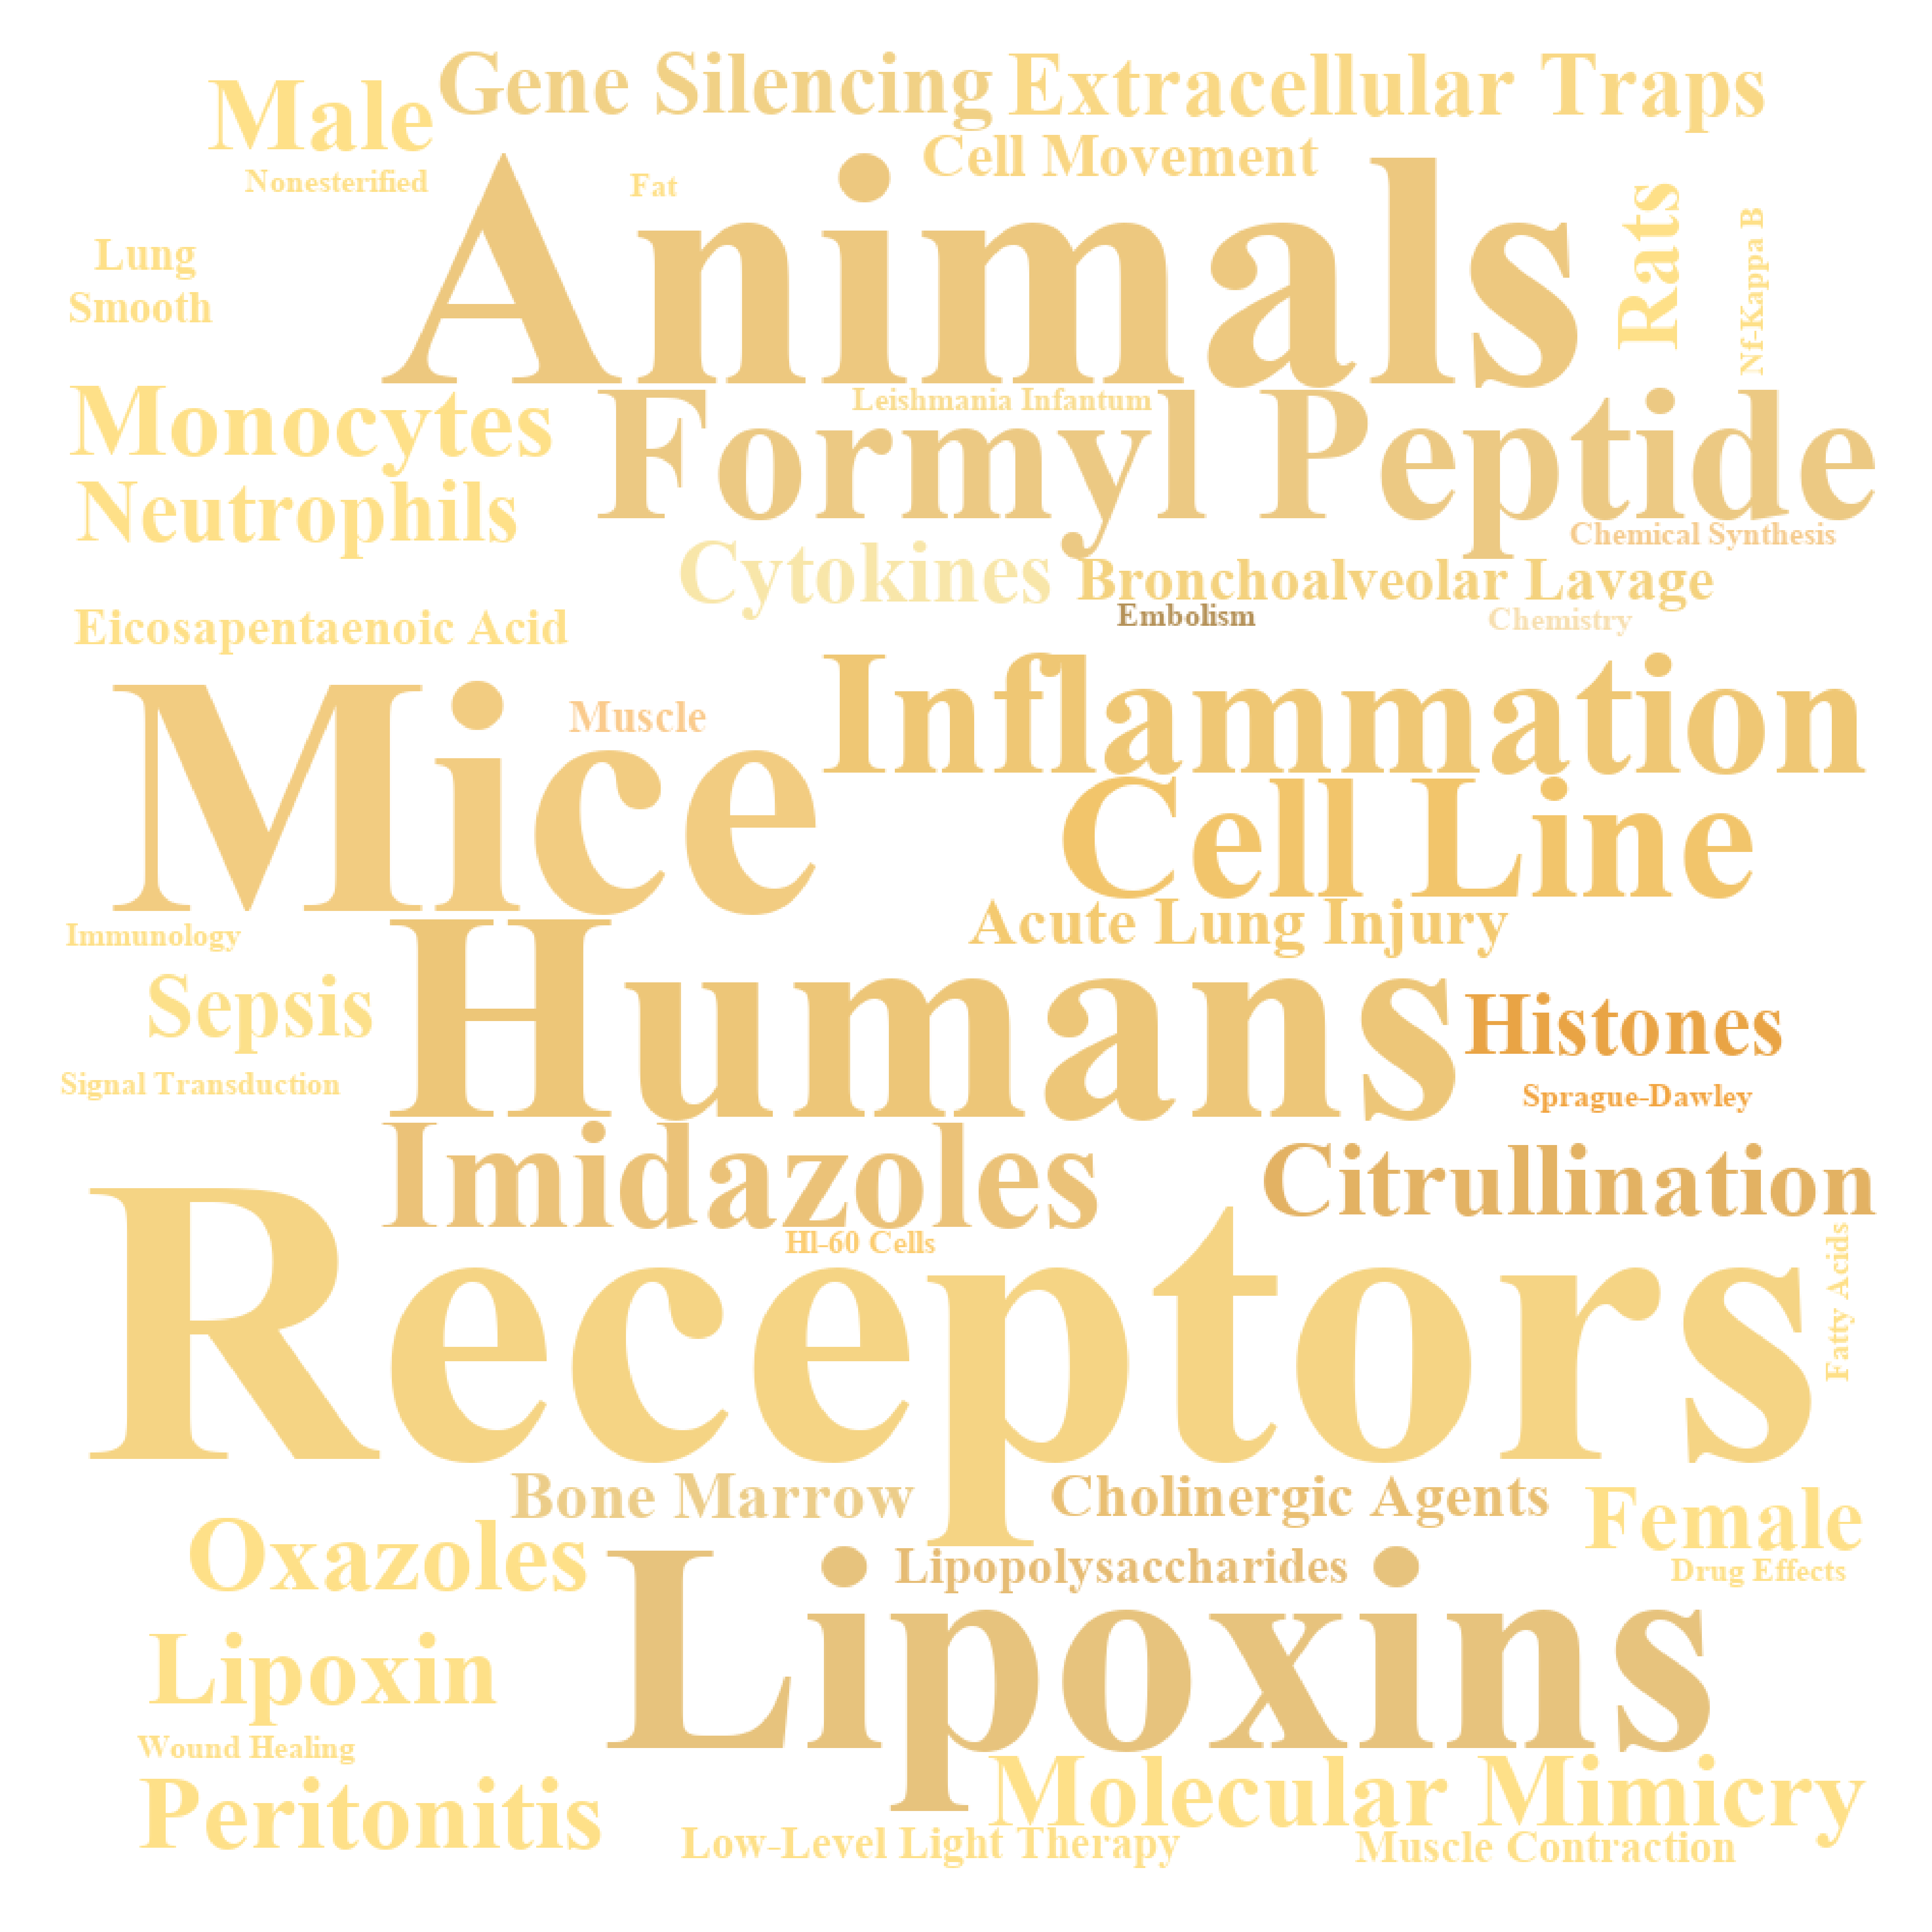 Gene Silencing
Extracellular Traps
Male
Cell Movement
Nonesterified
Fat
Animals
Rats
Nf-Kappa B
Lung
Smooth
Monocytes
Leishmania Infantum
Formyl Peptide
Neutrophils
Chemical Synthesis
Cytokines
Bronchoalveolar Lavage
Embolism
Chemistry
Eicosapentaenoic Acid
Inflammation
Muscle
Mice
Cell Line
Acute Lung Injury
Immunology
Humans
Sepsis
Histones
Signal Transduction
Sprague-Dawley
Imidazoles
Citrullination
Hl-60 Cells
Fatty Acids
Receptors
Bone Marrow
Cholinergic Agents
Female
Oxazoles
Lipopolysaccharides
Drug Effects
Lipoxins
Lipoxin
Wound Healing
Molecular Mimicry
Peritonitis
Low-Level Light Therapy
Muscle Contraction